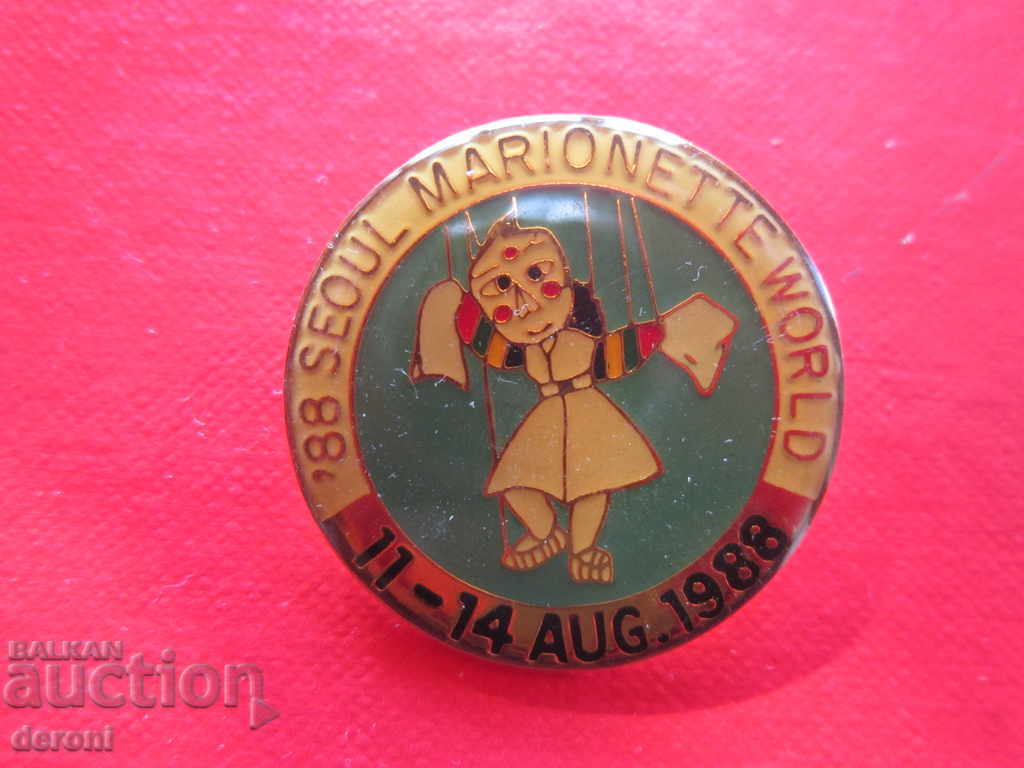 '88 SEOUL MARIONETTE WORLD
11-14 AUG..1988
BALKAN
auction
deroni